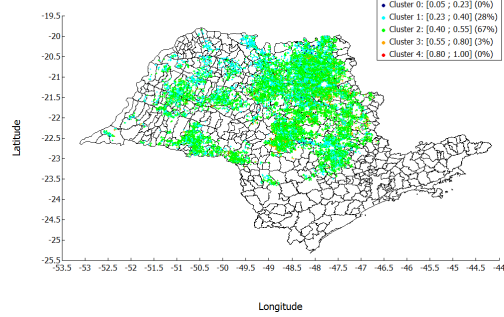 Cluster 0: [0.05 ; 0.23] (0%)
Cluster 1: [0.23 ; 0.40] (28%)
Cluster 2: [0.40 ; 0.55] (67%)
Cluster 3: [0.55 ; 0.80] (3%)
Cluster 4: [0.80 ; 1.00] (0%)
-19.5
-20
-20.5
-21
-21.5
-22
-22.5
-23
-23.5
-24
-24.5
-25
-25.5
Latitude
-53.5 -53 -52.5 -52 -51.5 -51 -50.5 -50 -49.5 -49 -48.5 -48 -47.5 -47 -46.5 -46 -45.5 -45 -44.5 -44
Longitude